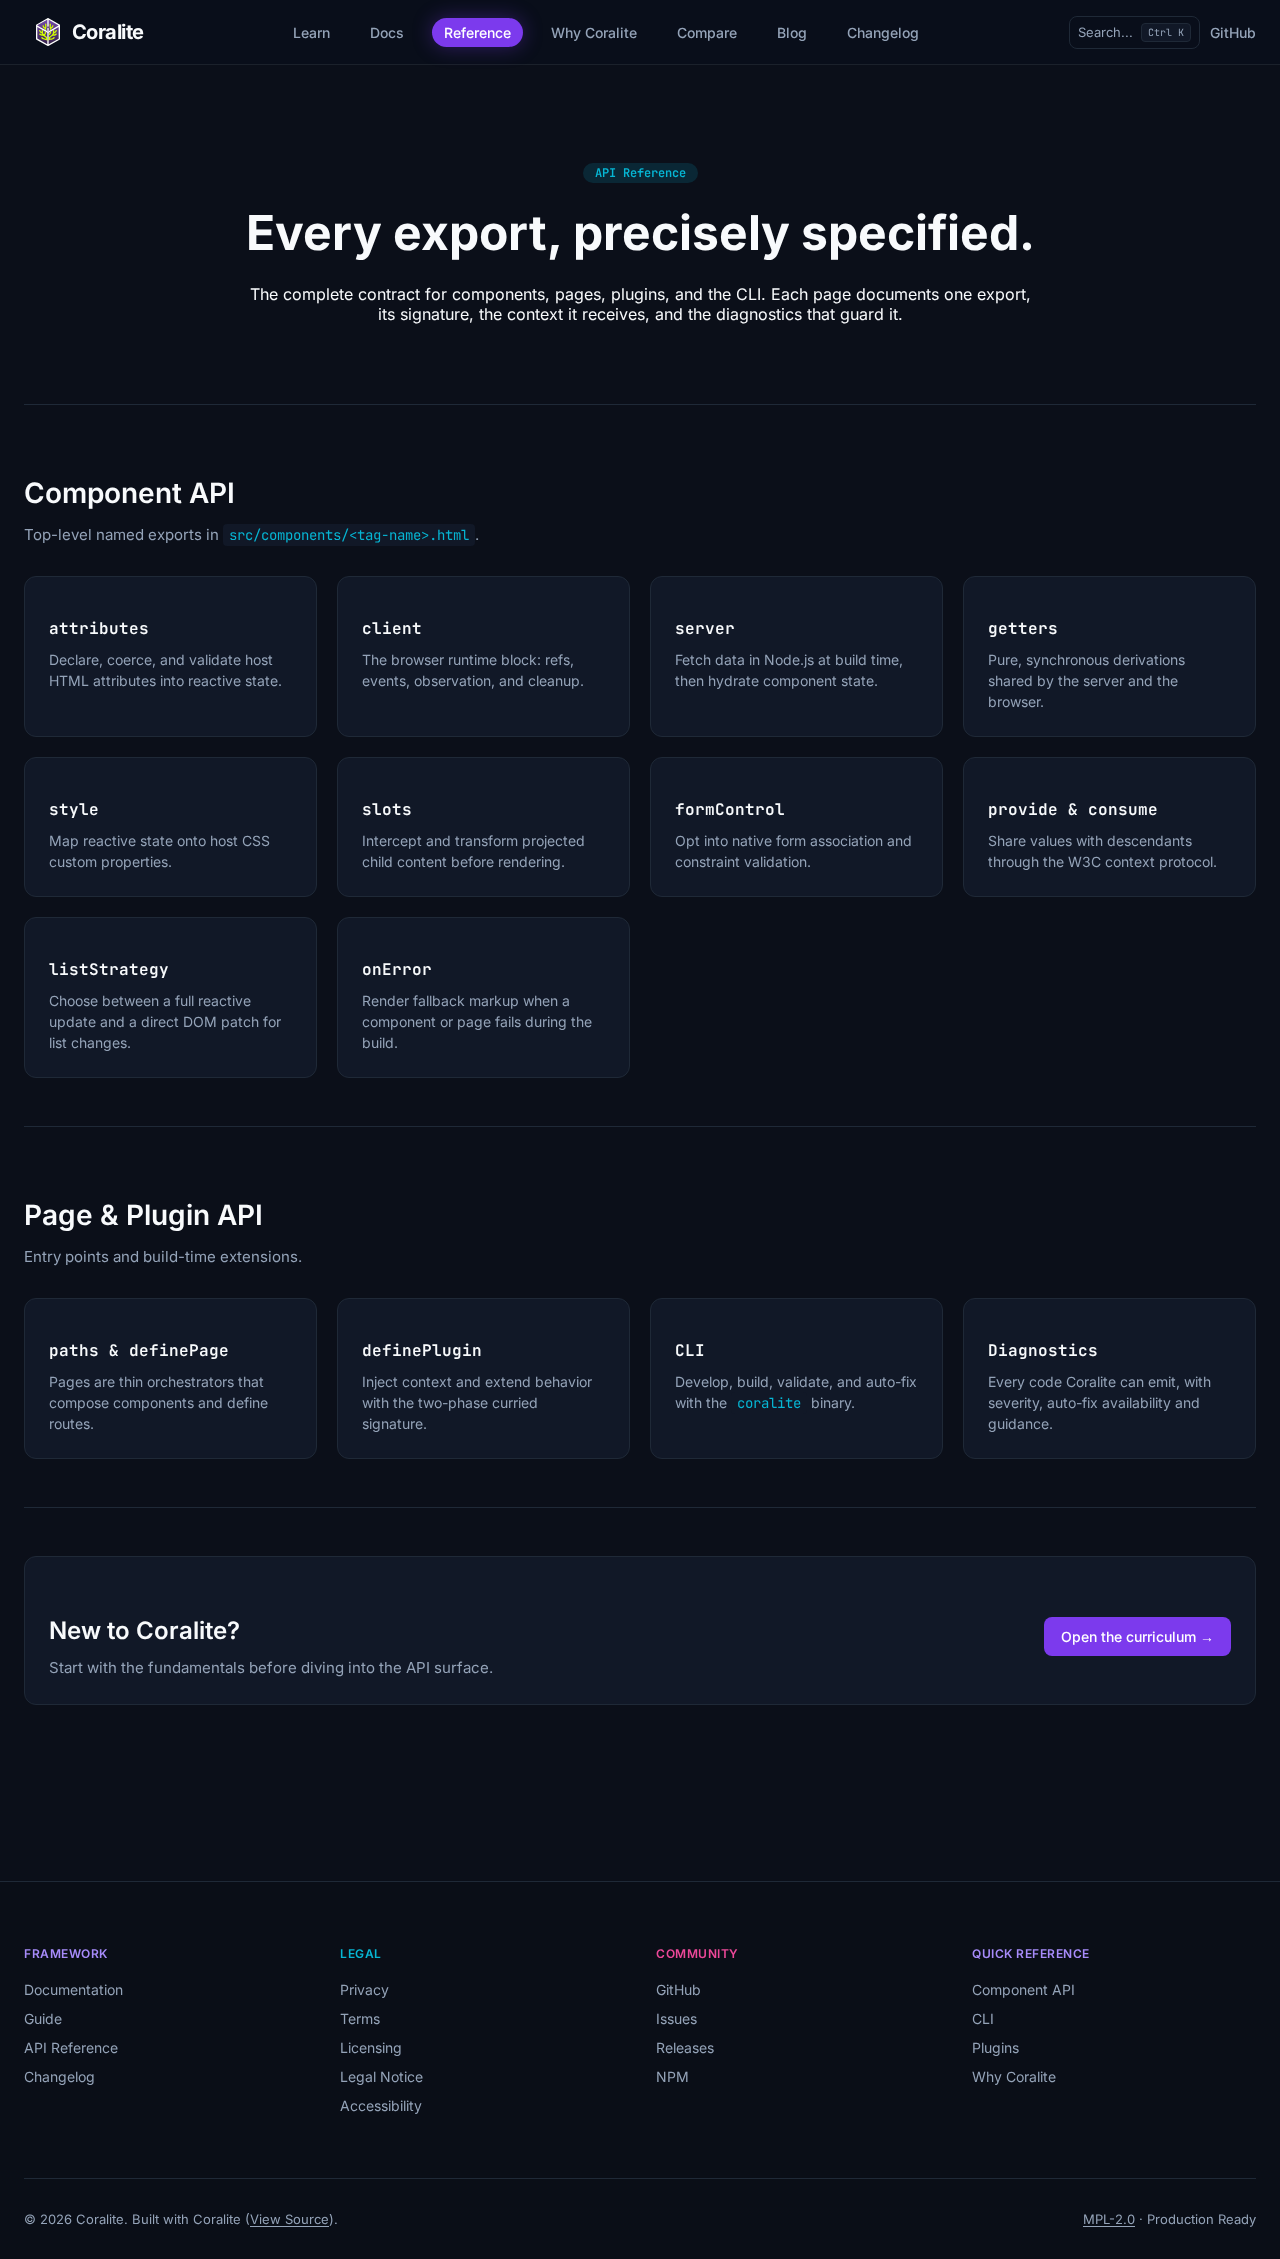 Coralite
Learn
Docs
Reference
Why Coralite
Compare
Blog
Changelog
Search...
Ctrl K
GitHub
API Reference
Every export, precisely specified.
The complete contract for components, pages, plugins, and the CLI. Each page documents one export,
its signature, the context it receives, and the diagnostics that guard it.
Component API
Top-level named exports in src/components/<tag-name>.html.
attributes
Declare, coerce, and validate host
HTML attributes into reactive state.
client
The browser runtime block: refs,
events, observation, and cleanup.
server
Fetch data in Node.js at build time,
then hydrate component state.
getters
Pure, synchronous derivations
shared by the server and the
browser.
style
Map reactive state onto host CSS
custom properties.
slots
Intercept and transform projected
child content before rendering.
formControl
Opt into native form association and
constraint validation.
provide & consume
Share values with descendants
through the W3C context protocol.
listStrategy
Choose between a full reactive
update and a direct DOM patch for
list changes.
onError
Render fallback markup when a
component or page fails during the
build.
Page & Plugin API
Entry points and build-time extensions.
paths & definePage
Pages are thin orchestrators that
compose components and define
routes.
definePlugin
Inject context and extend behavior
with the two-phase curried
signature.
CLI
Develop, build, validate, and auto-fix
with the coralite binary.
Diagnostics
Every code Coralite can emit, with
severity, auto-fix availability and
guidance.
New to Coralite?
Start with the fundamentals before diving into the API surface.
Open the curriculum →
FRAMEWORK
Documentation
Guide
API Reference
Changelog
LEGAL
Privacy
Terms
Licensing
Legal Notice
Accessibility
COMMUNITY
GitHub
Issues
Releases
NPM
QUICK REFERENCE
Component API
CLI
Plugins
Why Coralite
© 2026 Coralite. Built with Coralite (View Source).
MPL-2.0 · Production Ready